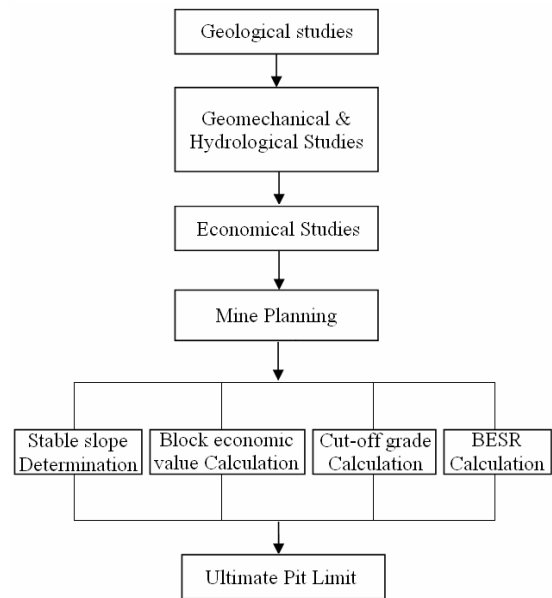 Geological studies
Geomechanical &
Hydrological Studies
Economical Studies
Mine Planning
Stable slope
Determination
Block economic
value Calculation
Cut-off grade
Calculation
BESR
Calculation
Ultimate Pit Limit